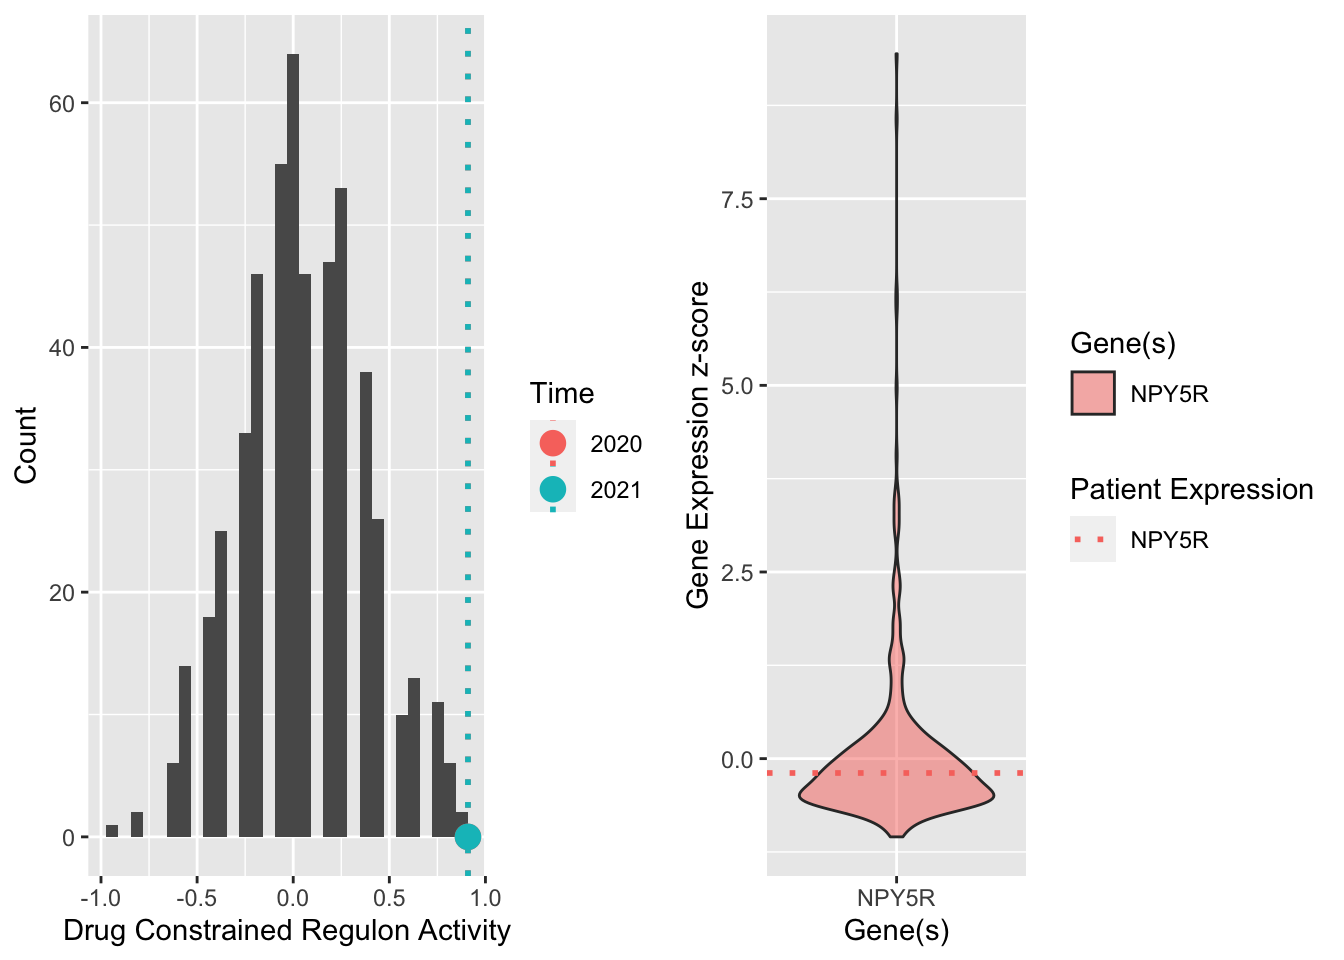 60
40
20
0
Count
-1.0
-0.5
0.0
0.5
1.0
Drug Constrained Regulon Activity
Time
2020
2021
7.5
5.0
2.5
0.0
Gene Expression z-score
NPY5R
Gene(s)
Gene(s)
NPY5R
Patient Expression
NPY5R